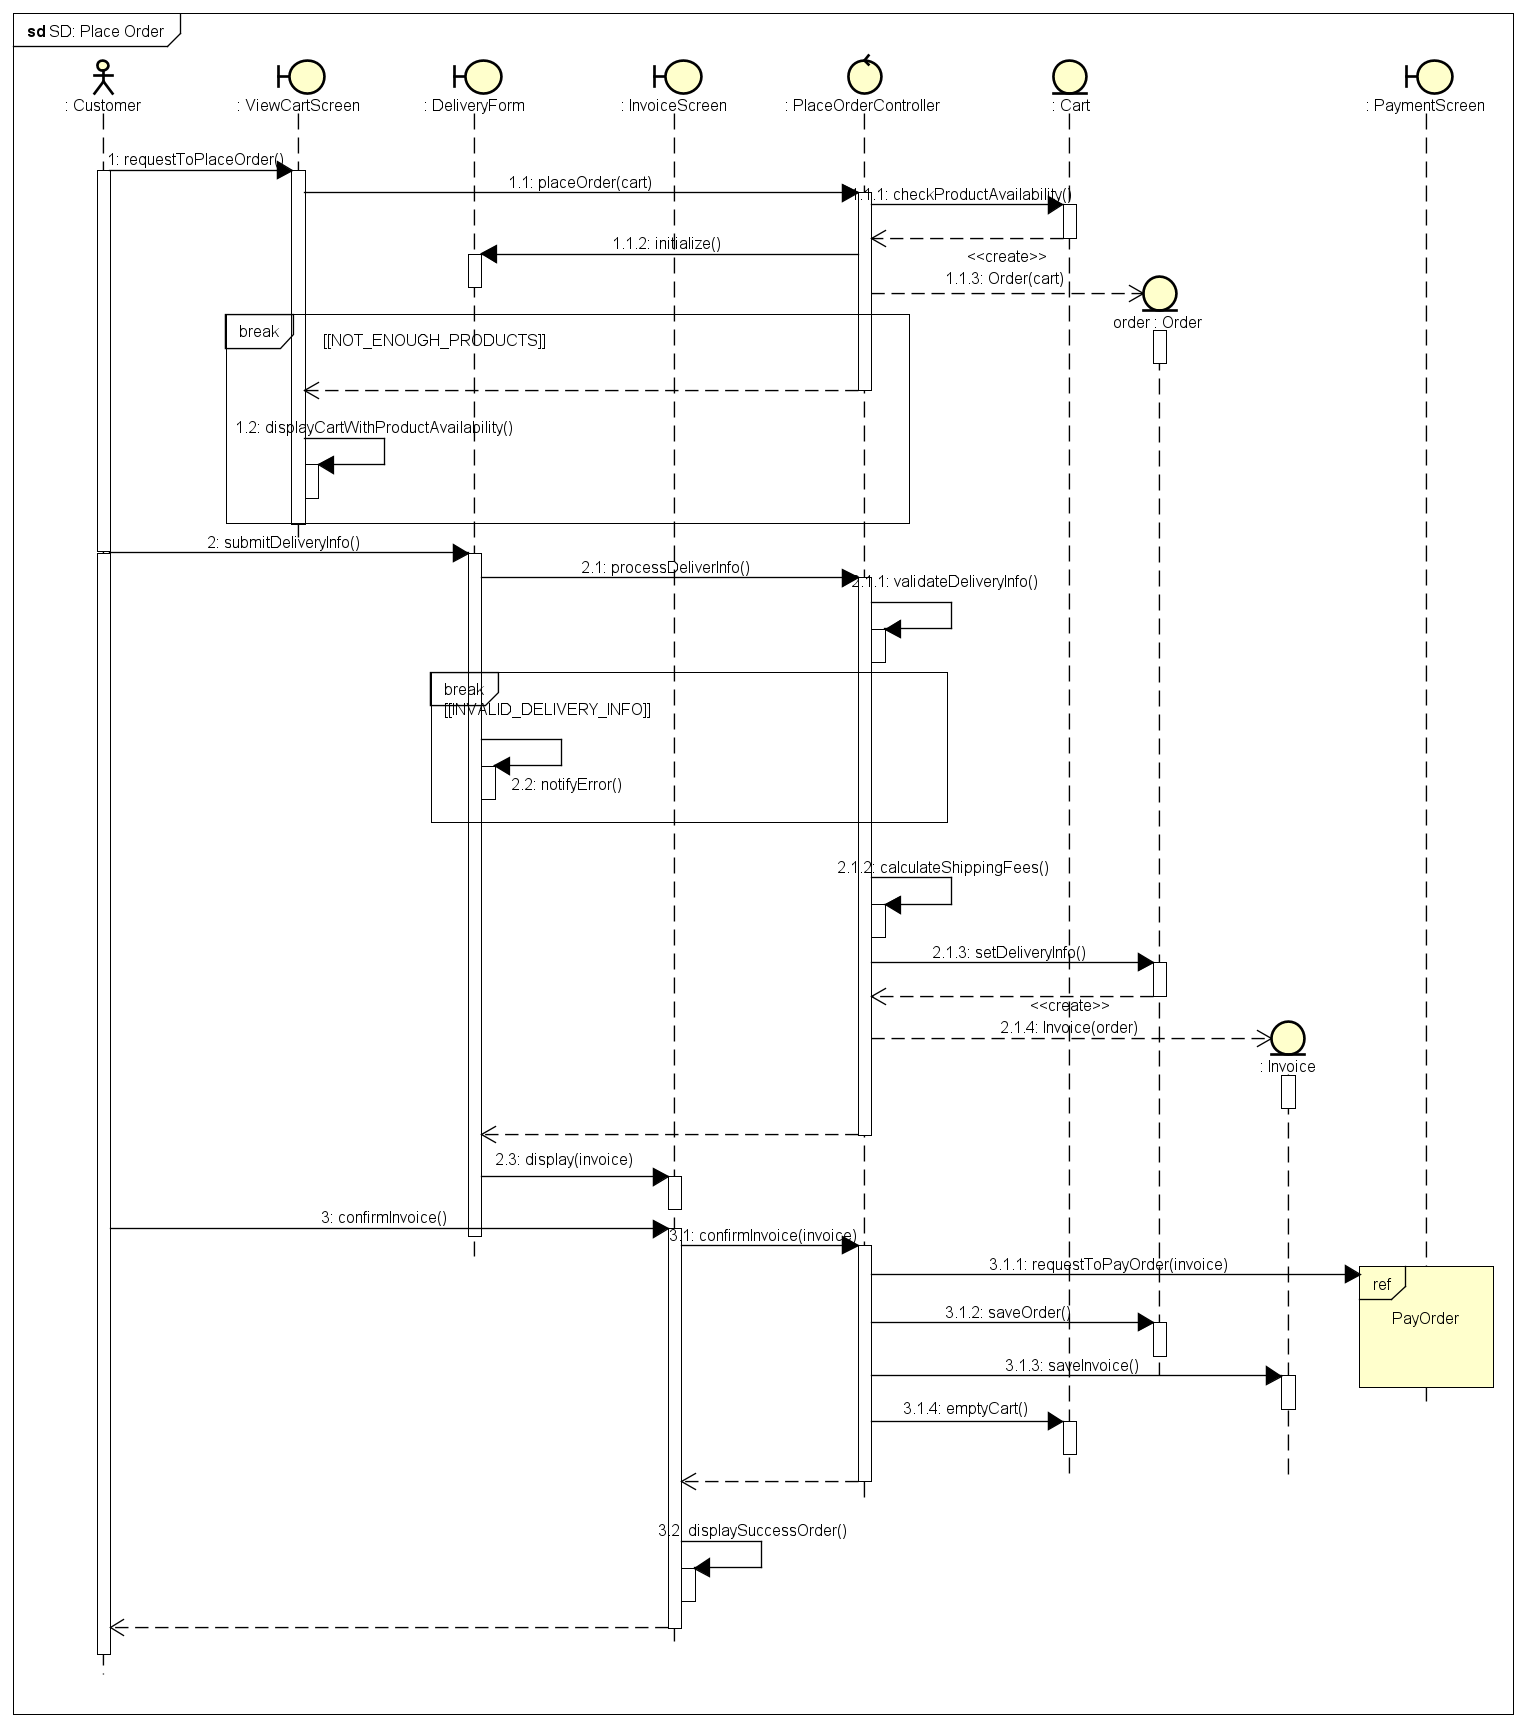 sd SD: Place Order
: Customer
: ViewCartScreen
: DeliveryForm
: InvoiceScreen
: PlaceOrderController
: Cart
: PaymentScreen
1: requestToPlaceOrder()
1.1: placeOrder(cart)
1.1.1: checkProductAvailability()
1.1.2: initialize()
<<create>>
1.1.3: Order(cart)
order : Order
break
[[NOT_ENOUGH_PRODUCTS]]
1.2: displayCartWithProductAvailability()
2: submitDeliveryInfo()
2.1: processDeliverInfo()
2.1.1: validateDeliveryInfo()
break
[[INVALID_DELIVERY_INFO]]
2.2: notifyError()
2.1.2: calculateShippingFees()
2.1.3: setDeliveryInfo()
<<create>>
2.1.4: Invoice(order)
: Invoice
2.3: display(invoice)
3: confirmInvoice()
3.1: confirmInvoice(invoice)
3.1.1: requestToPayOrder(invoice)
ref
PayOrder
3.1.2: saveOrder()
3.1.3: saveInvoice()
3.1.4: emptyCart()
3.2: displaySuccessOrder()